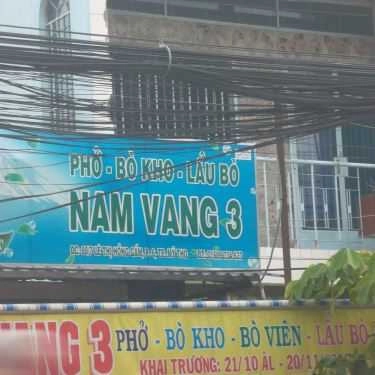 PHỞ - BÒ KHO - LẨU BÒ
NAM VANG 3
ANG 3 PHỞ - BÒ KHO - BÒ VIÊN - LẨU BÒ
KHAI TRƯƠNG: 21/10 ÂL - 20/11